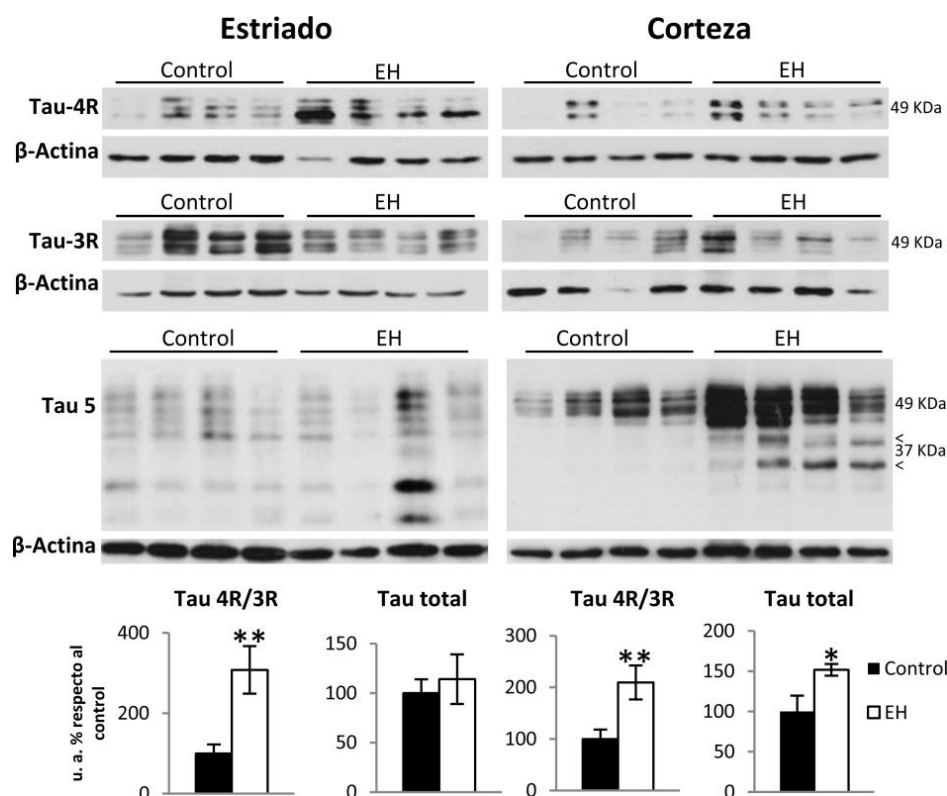 Estriado Corteza
Control EH Control EH
Tau-4R 49 KDa
β-Actina
Control EH Control EH
Tau-3R 49 KDa
β-Actina
Control EH Control EH
Tau 5 49 KDa
<
37 KDa
<
β-Actina
Tau 4R/3R Tau total Tau 4R/3R Tau total
u. a. % respecto al
control
400
200
0
**
150
100
50
0
300
200
100
0
**
200
150
100
50
0
*
Control
EH